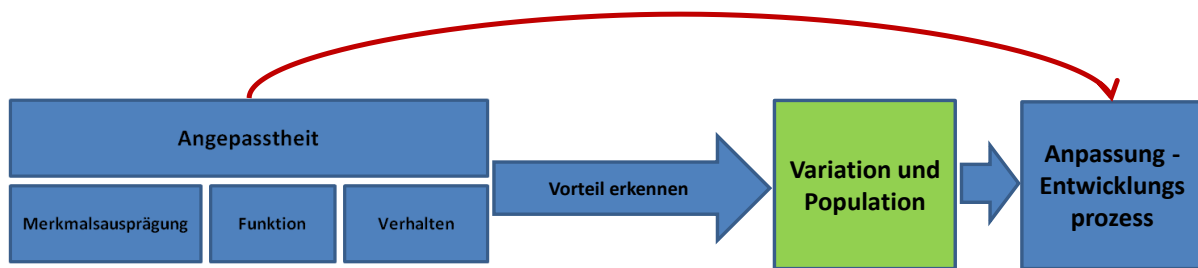 Angepasstheit
Merkmalsausprägung
Funktion
Verhalten
Vorteil erkennen
Variation und
Population
Anpassung -
Entwicklungs
prozess